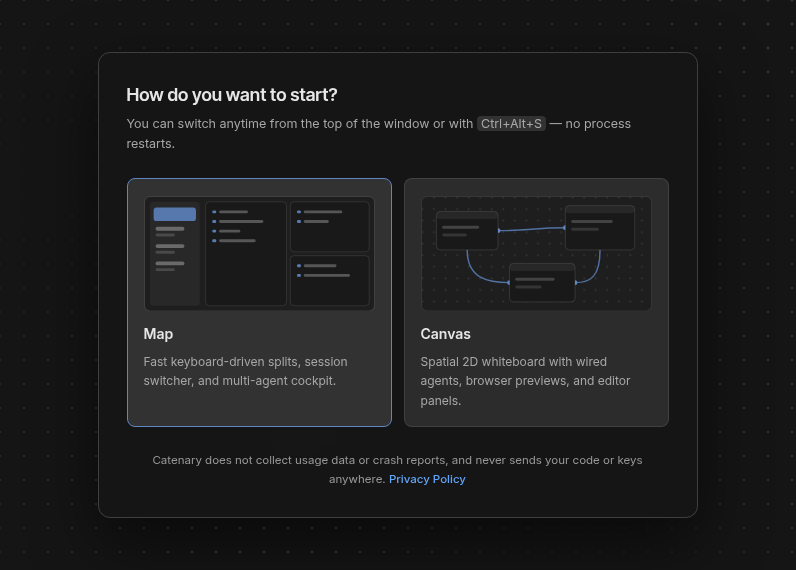 How do you want to start?
You can switch anytime from the top of the window or with Ctrl+Alt+S — no process
restarts.
Map
Fast keyboard-driven splits, session
switcher, and multi-agent cockpit.
Canvas
Spatial 2D whiteboard with wired
agents, browser previews, and editor
panels.
Catenary does not collect usage data or crash reports, and never sends your code or keys
anywhere. Privacy Policy